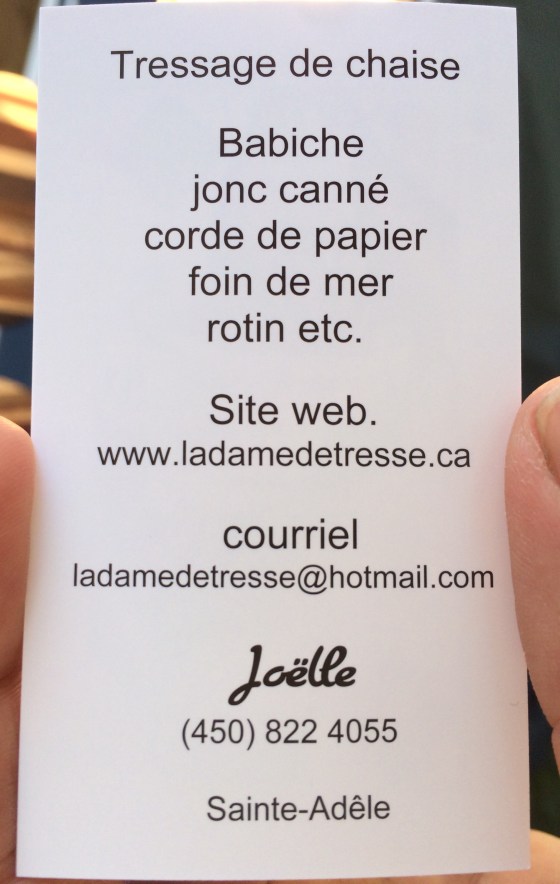 Tressage de chaise
Babiche
jonc canné
corde de papier
foin de mer
rotin etc.
Site web.
www.ladamedetresse.ca
courriel
ladamedetresse@hotmail.com
Joëlle
(450) 822 4055
Sainte-Adêle